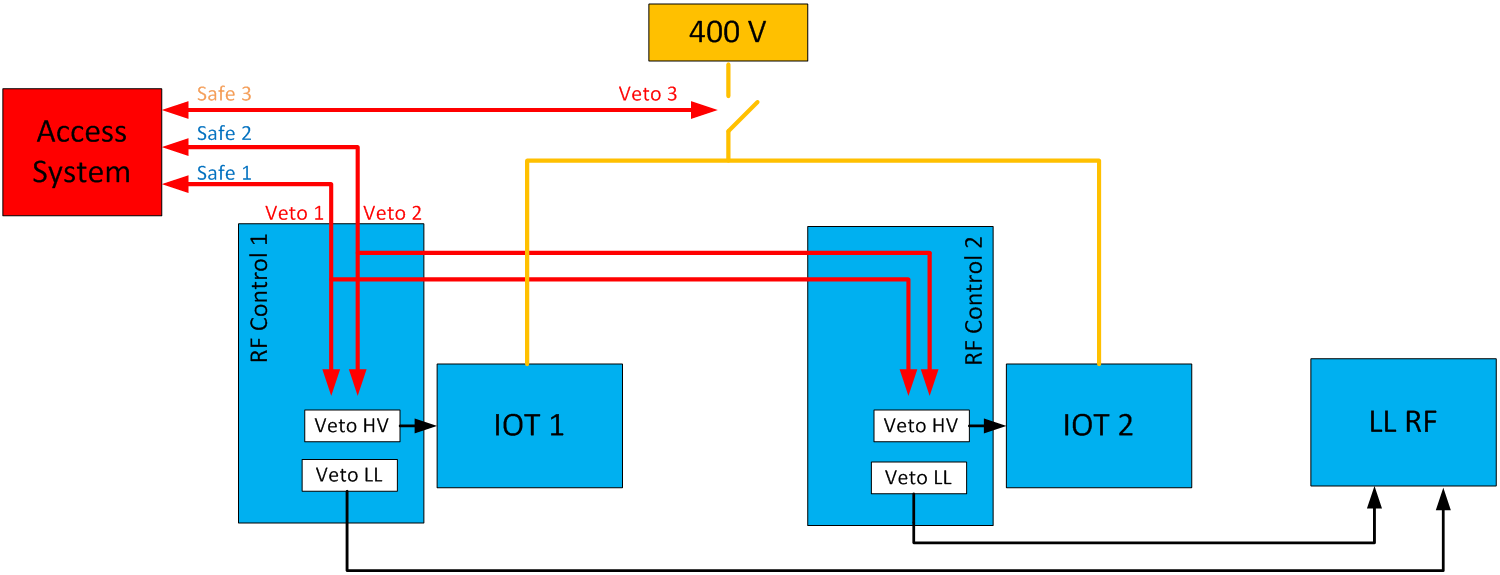 400 V
Safe 3
Veto 3
Access
System
Safe 2
Safe 1
Veto 1
Veto 2
RF Control 1
RF Control 2
Veto HV
IOT 1
Veto HV
IOT 2
LL RF
Veto LL
Veto LL